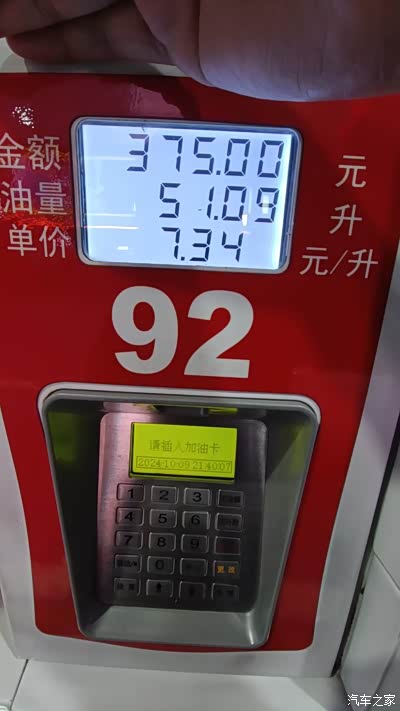 金额 375.00 元
油量 51.09 升
单价 7.34 元/升
92
请插入加油卡
2024-10-09 21:40:07
1 2 3
4 5 6
7 8 9
0 更改
汽车之家